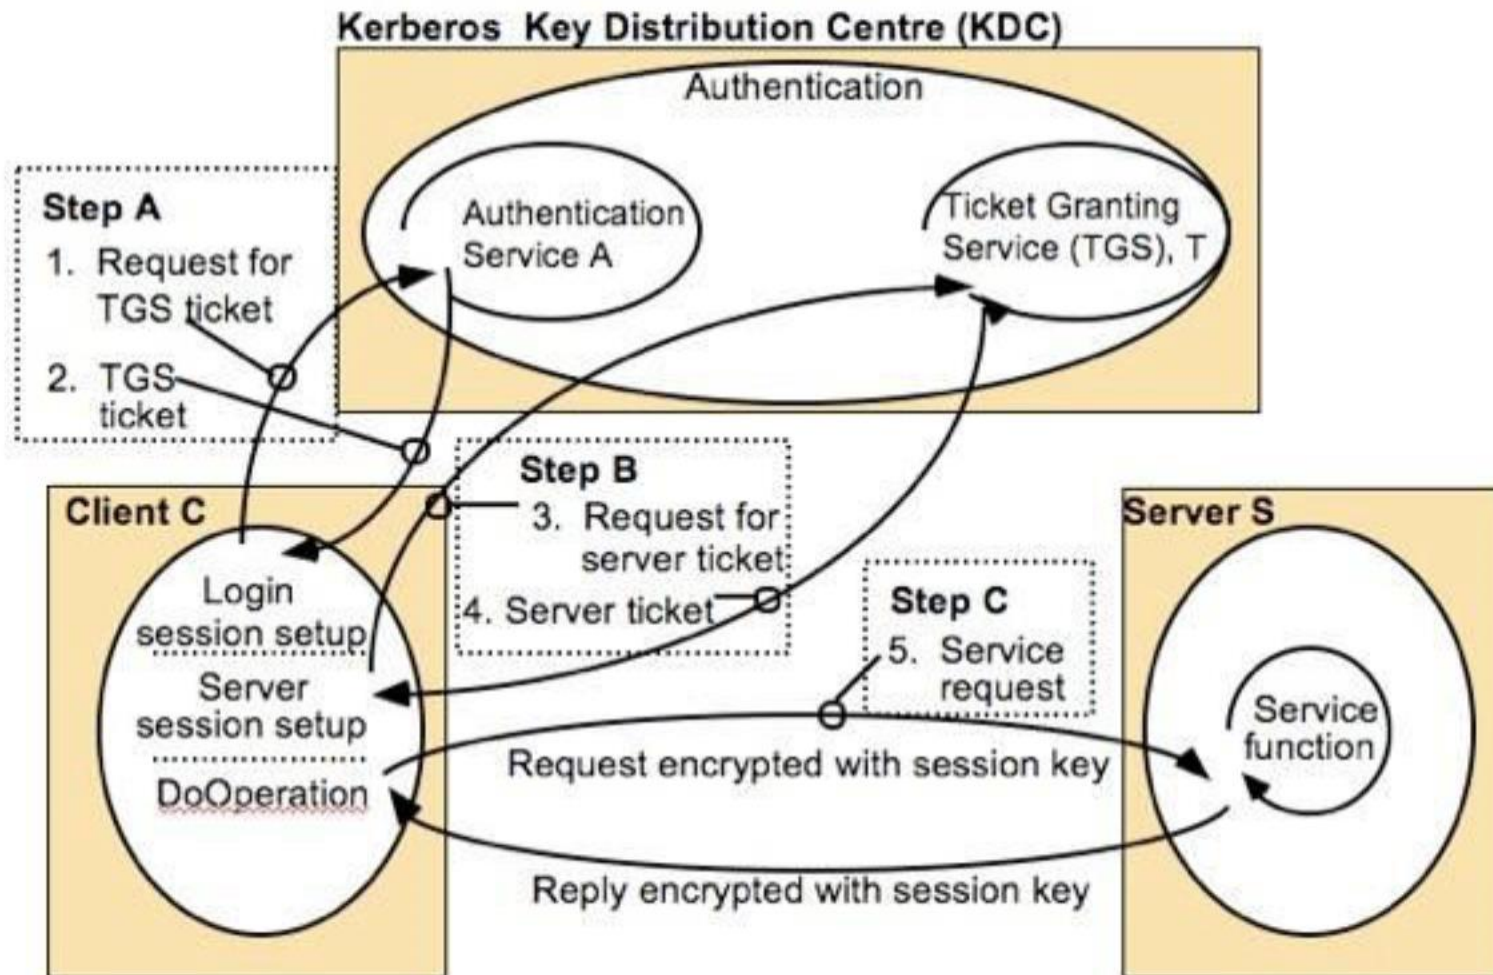 Kerberos Key Distribution Centre (KDC)
Authentication
Authentication
Service A
Ticket Granting
Service (TGS), T
Step A
1. Request for
TGS ticket
2. TGS
ticket
Step B
3. Request for
server ticket
4. Server ticket
Client C
Login
session setup
Server
session setup
DoOperation
Step C
5. Service
request
Server S
Service
function
Request encrypted with session key
Reply encrypted with session key